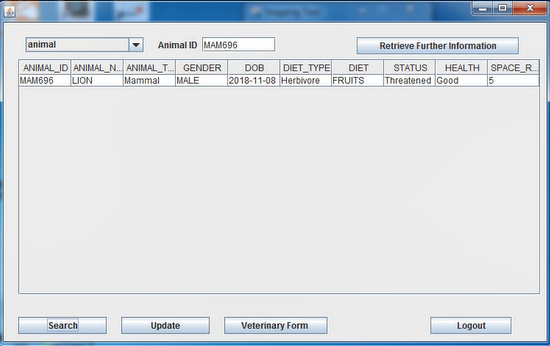 animal Animal ID MAM696 Retrieve Further Information
ANIMAL_ID ANIMAL_N... ANIMAL_T... GENDER DOB DIET_TYPE DIET STATUS HEALTH SPACE_R...
MAM696 LION Mammal MALE 2018-11-08 Herbivore FRUITS Threatened Good 5
Search Update Veterinary Form Logout